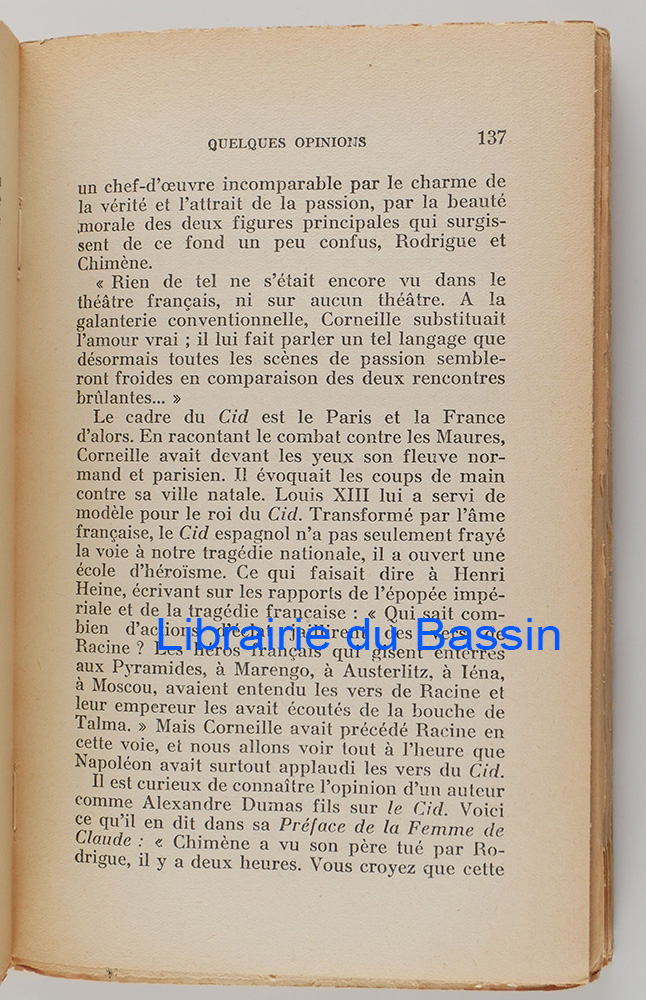 QUELQUES OPINIONS 137
un chef-d'œuvre incomparable par le charme de
la vérité et l'attrait de la passion, par la beauté
morale des deux figures principales qui surgis-
sent de ce fond un peu confus, Rodrigue et
Chimène.
« Rien de tel ne s'était encore vu dans le
théâtre français, ni sur aucun théâtre. A la
galanterie conventionnelle, Corneille substituait
l'amour vrai ; il lui fait parler un tel langage que
désormais toutes les scènes de passion semble-
ront froides en comparaison des deux rencontres
brûlantes... »
Le cadre du Cid est le Paris et la France
d'alors. En racontant le combat contre les Maures,
Corneille avait devant les yeux son fleuve nor-
mand et parisien. Il évoquait les coups de main
contre sa ville natale. Louis XIII lui a servi de
modèle pour le roi du Cid. Transformé par l'âme
française, le Cid espagnol n'a pas seulement frayé
la voie à notre tragédie nationale, il a ouvert une
école d'héroïsme. Ce qui faisait dire à Henri
Heine, écrivant sur les rapports de l'épopée impé-
riale et de la tragédie française : « Qui sait com-
bien d'actions d'éclat jaillirent des vers de
Librairie du Bassin
Racine ? Les héros français qui gisent enterrés
aux Pyramides, à Marengo, à Austerlitz, à Iéna,
à Moscou, avaient entendu les vers de Racine et
leur empereur les avait écoutés de la bouche de
Talma. » Mais Corneille avait précédé Racine en
cette voie, et nous allons voir tout à l'heure que
Napoléon avait surtout applaudi les vers du Cid.
Il est curieux de connaître l'opinion d'un auteur
comme Alexandre Dumas fils sur le Cid. Voici
ce qu'il en dit dans sa Préface de la Femme de
Claude : « Chimène a vu son père tué par Ro-
drigue, il y a deux heures. Vous croyez que cette